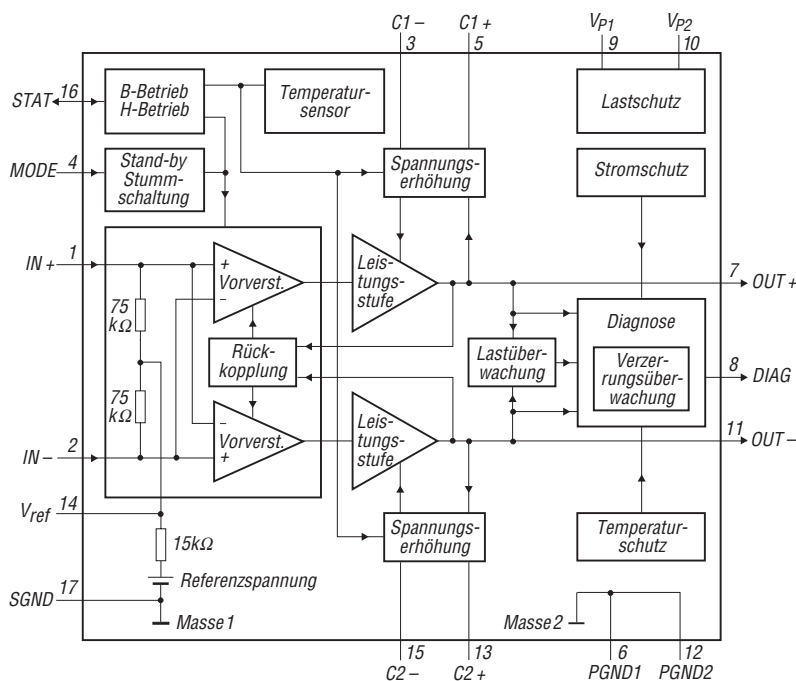 C1 –
C1 +
VP1
VP2
3
5
9
10
16
STAT
B-Betrieb
H-Betrieb
Temperatur-
sensor
Lastschutz
4
MODE
Stand-by
Stumm-
schaltung
Spannungs-
erhöhung
Stromschutz
1
IN +
+
Vorverst.
–
Leis-
tungs-
stufe
7
OUT +
75
kΩ
Rück-
kopplung
Lastüber-
wachung
Diagnose
Verzer-
rungsüber-
wachung
8
DIAG
75
kΩ
–
Vorverst.
+
Leis-
tungs-
stufe
11
OUT –
2
IN –
14
Vref
15kΩ
Spannungs-
erhöhung
Temperatur-
schutz
Referenzspannung
17
SGND
Masse 1
Masse 2
15
13
6
12
C2 –
C2 +
PGND1
PGND2